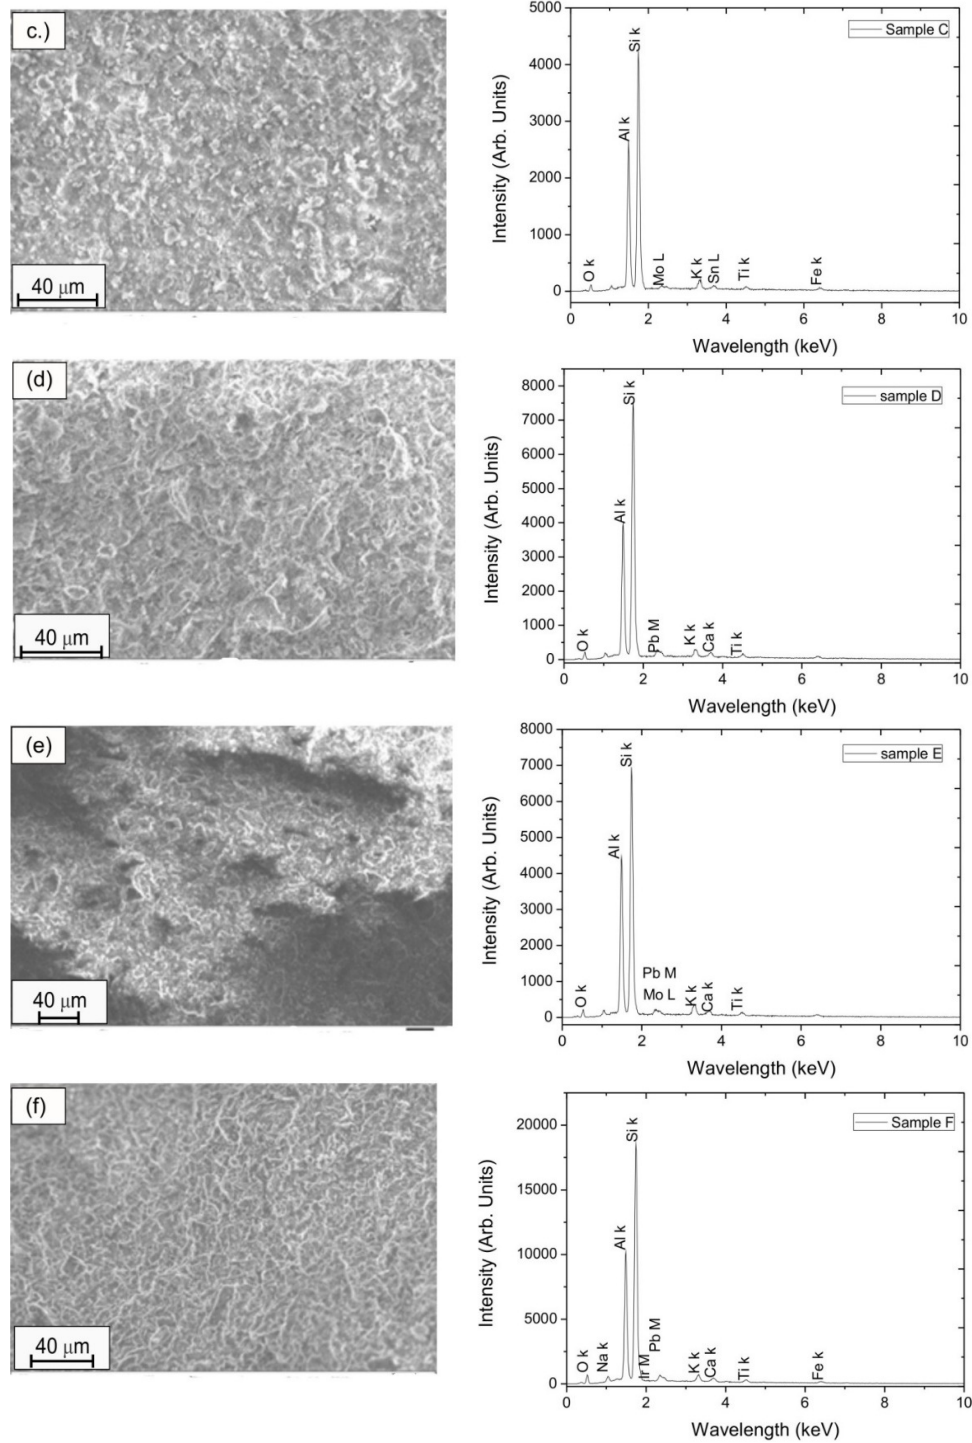 c.)
40 μm
5000
4000
3000
2000
1000
0
Intensity (Arb. Units)
Sample C
O k
Al k
Si k
Mo L
K k
Sn L
Ti k
Fe k
0 2 4 6 8 10
Wavelength (keV)
(d)
40 μm
8000
7000
6000
5000
4000
3000
2000
1000
0
Intensity (Arb. Units)
sample D
O k
Al k
Si k
Pb M
K k
Ca k
Ti k
0 2 4 6 8 10
Wavelength (keV)
(e)
40 μm
8000
7000
6000
5000
4000
3000
2000
1000
0
Intensity (Arb. Units)
sample E
O k
Al k
Si k
Pb M
Mo L
K k
Ca k
Ti k
0 2 4 6 8 10
Wavelength (keV)
(f)
40 μm
20000
15000
10000
5000
0
Intensity (Arb. Units)
Sample F
O k
Na k
Al k
Si k
Ir M
Pb M
K k
Ca k
Ti k
Fe k
0 2 4 6 8 10
Wavelength (keV)